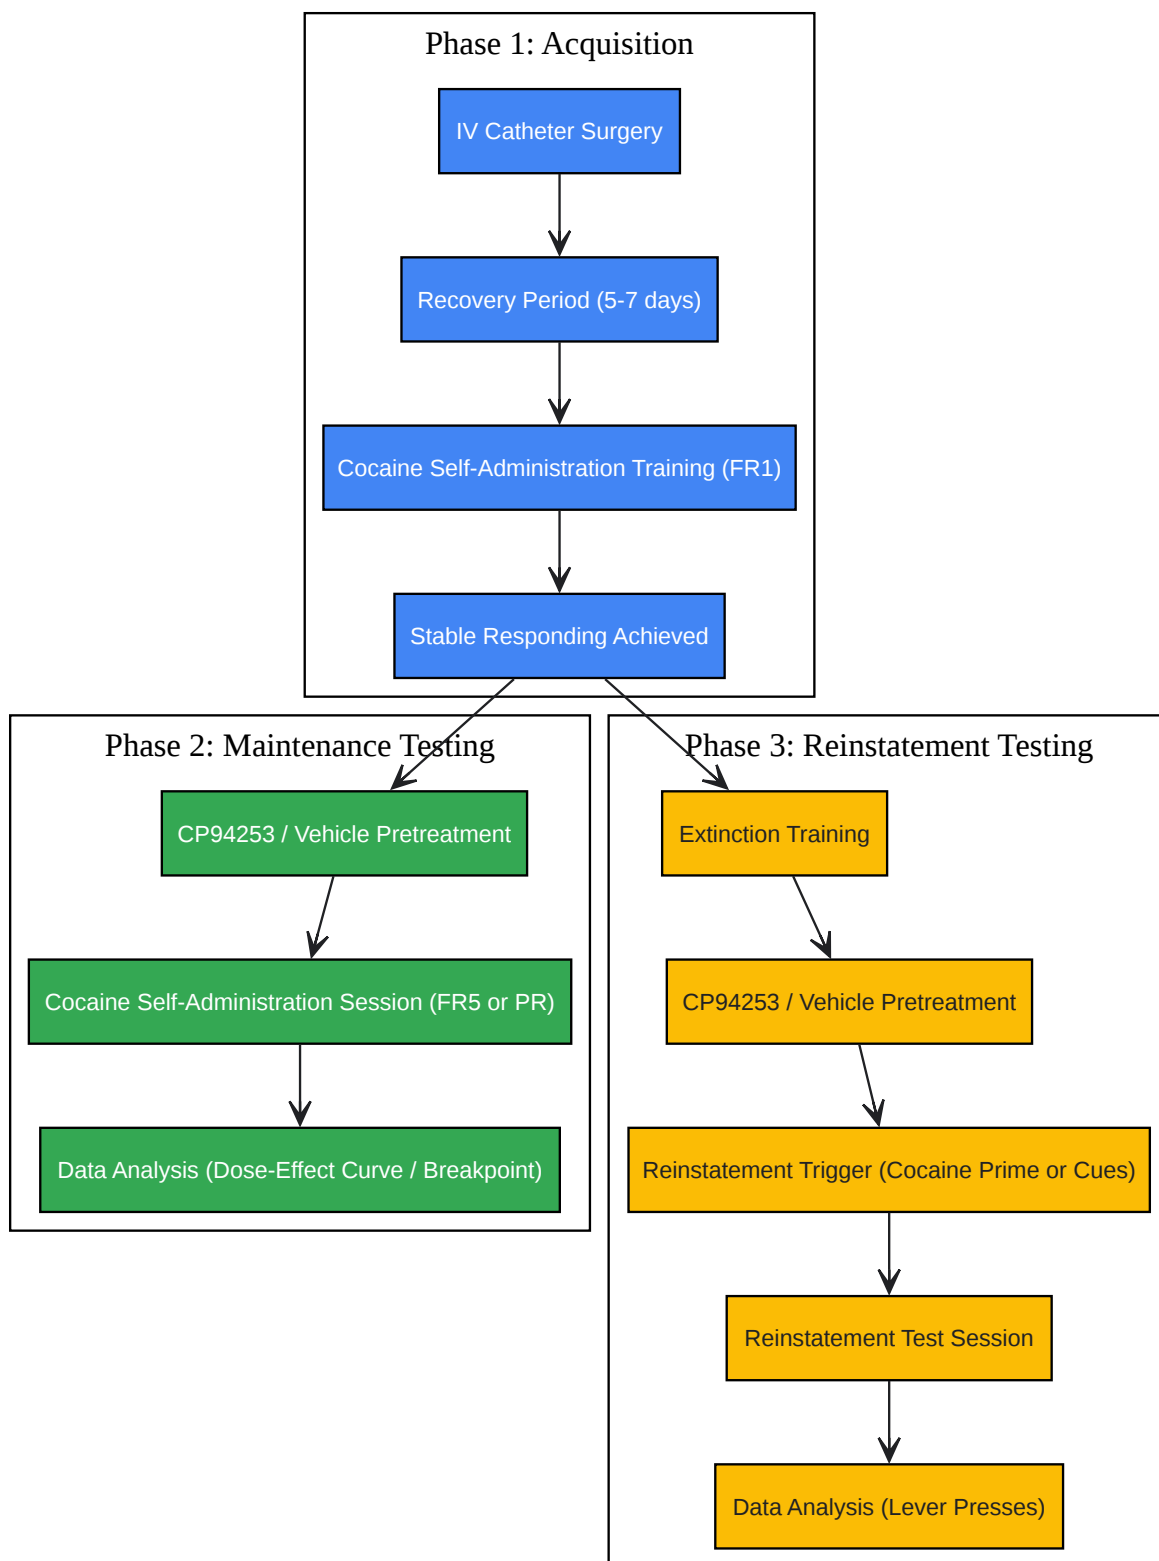 Phase 1: Acquisition
IV Catheter Surgery
Recovery Period (5-7 days)
Cocaine Self-Administration Training (FR1)
Stable Responding Achieved
Phase 2: Maintenance Testing
CP94253 / Vehicle Pretreatment
Cocaine Self-Administration Session (FR5 or PR)
Data Analysis (Dose-Effect Curve / Breakpoint)
Phase 3: Reinstatement Testing
Extinction Training
CP94253 / Vehicle Pretreatment
Reinstatement Trigger (Cocaine Prime or Cues)
Reinstatement Test Session
Data Analysis (Lever Presses)